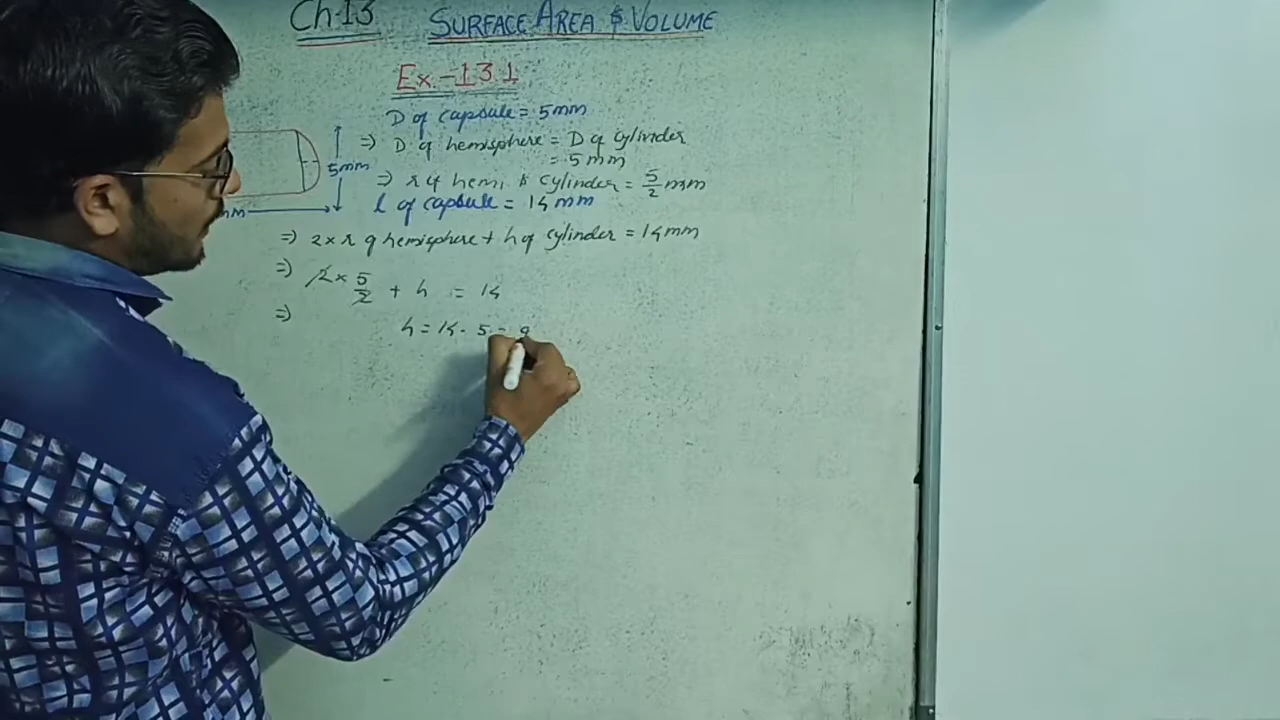 Ch-13 SURFACE AREA & VOLUME
Ex.-13.1
D of capsule = 5mm
=) D of hemisphere = D of cylinder
= 5mm
5mm
=) r of hemi. & cylinder = 5/2 mm
l of capsule = 14mm
mm
=) 2 x r of hemisphere + h of cylinder = 14mm
=) 2 x 5/2 + h = 14
=) h = 14 - 5 = 9